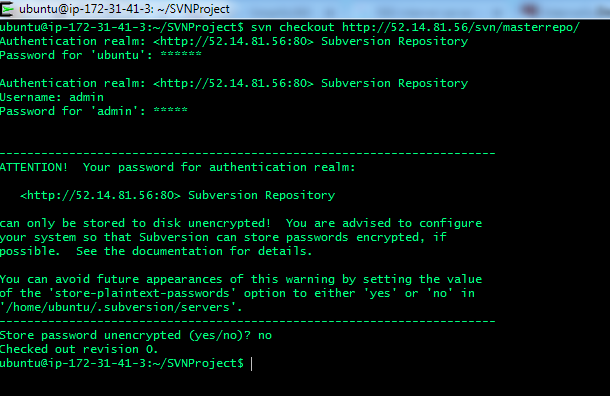 ubuntu@ip-172-31-41-3: ~/SVNProject
ubuntu@ip-172-31-41-3:~/SVNProject$ svn checkout http://52.14.81.56/svn/masterrepo/
Authentication realm: <http://52.14.81.56:80> Subversion Repository
Password for 'ubuntu': ******
Authentication realm: <http://52.14.81.56:80> Subversion Repository
Username: admin
Password for 'admin': *****
-----------------------------------------------------------------------
ATTENTION!  Your password for authentication realm:
   <http://52.14.81.56:80> Subversion Repository
can only be stored to disk unencrypted!  You are advised to configure
your system so that Subversion can store passwords encrypted, if
possible.  See the documentation for details.
You can avoid future appearances of this warning by setting the value
of the 'store-plaintext-passwords' option to either 'yes' or 'no' in
'/home/ubuntu/.subversion/servers'.
-----------------------------------------------------------------------
Store password unencrypted (yes/no)? no
Checked out revision 0.
ubuntu@ip-172-31-41-3:~/SVNProject$